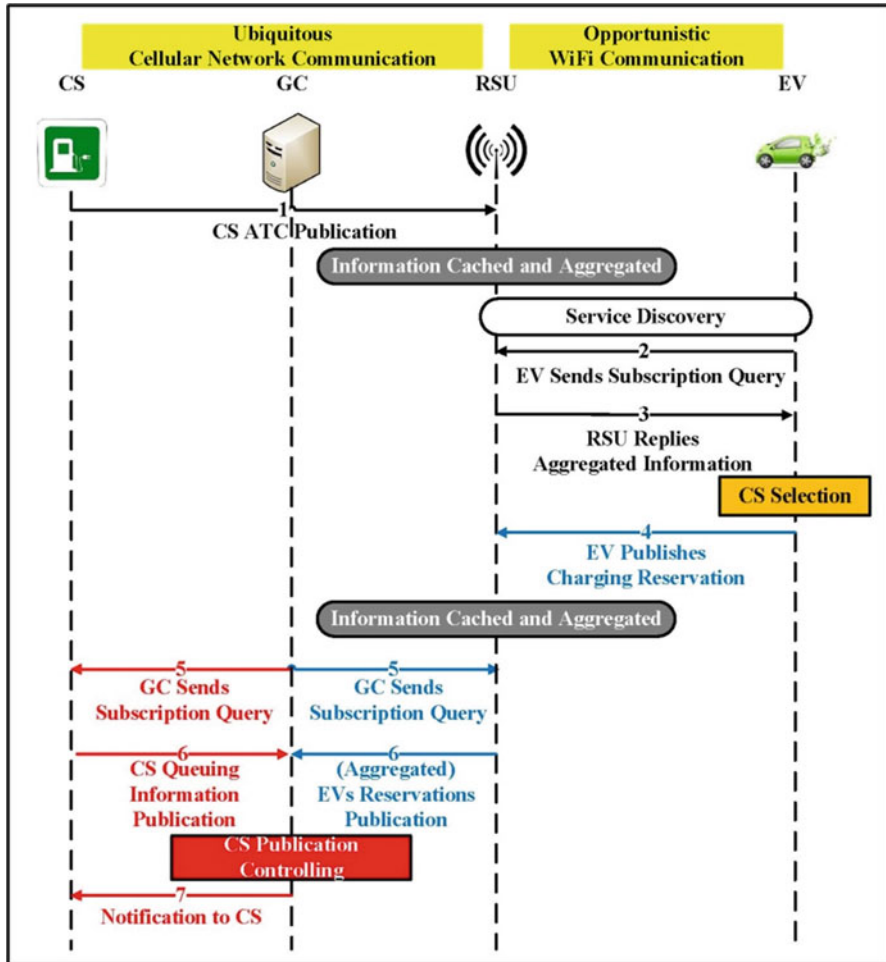 Ubiquitous
Cellular Network Communication
Opportunistic
WiFi Communication
CS
GC
RSU
EV
1
CS ATC Publication
Information Cached and Aggregated
Service Discovery
2
EV Sends Subscription Query
3
RSU Replies
Aggregated Information
CS Selection
4
EV Publishes
Charging Reservation
Information Cached and Aggregated
5
GC Sends
Subscription Query
5
GC Sends
Subscription Query
6
CS Queuing
Information
Publication
6
(Aggregated)
EVs Reservations
Publication
CS Publication
Controlling
7
Notification to CS